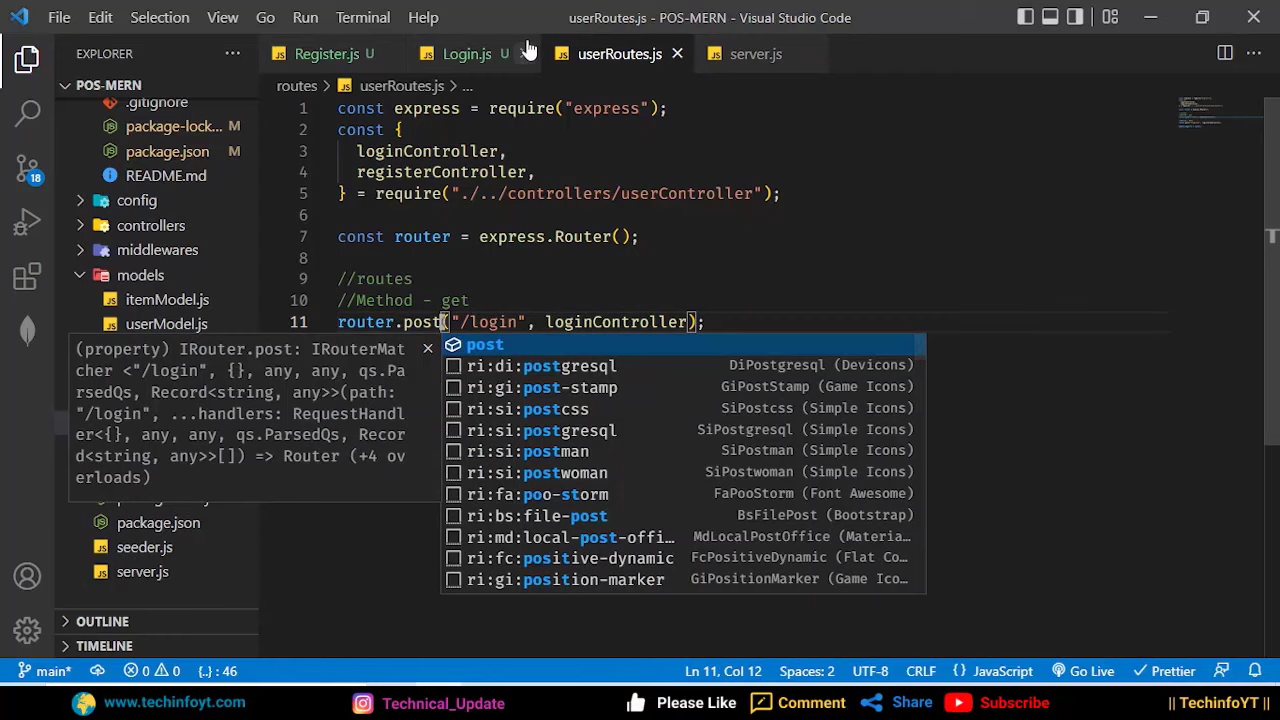 File Edit Selection View Go Run Terminal Help userRoutes.js - POS-MERN - Visual Studio Code
EXPLORER ...
Register.js U
Login.js U
userRoutes.js
server.js
POS-MERN
routes > userRoutes.js > ...
.gitignore
package-lock... M
package.json M
README.md
config
controllers
middlewares
models
itemModel.js
userModel.js
package.json
seeder.js
server.js
OUTLINE
TIMELINE
18
1 const express = require("express");
2 const {
3 loginController,
4 registerController,
5 } = require("./../controllers/userController");
6
7 const router = express.Router();
8
9 //routes
10 //Method - get
11 router.post("/login", loginController);
(property) IRouter.post: IRouterMat
cher <"/login", {}, any, any, qs.Pa
rsedQs, Record<string, any>>(path:
"/login", ...handlers: RequestHandl
er<{}, any, any, qs.ParsedQs, Recor
d<string, any>>[]) => Router (+4 ov
erloads)
post
ri:di:postgresql DiPostgresql (Devicons)
ri:gi:post-stamp GiPostStamp (Game Icons)
ri:si:postcss SiPostcss (Simple Icons)
ri:si:postgresql SiPostgresql (Simple Icons)
ri:si:postman SiPostman (Simple Icons)
ri:si:postwoman SiPostwoman (Simple Icons)
ri:fa:poo-storm FaPooStorm (Font Awesome)
ri:bs:file-post BsFilePost (Bootstrap)
ri:md:local-post-offi... MdLocalPostOffice (Materia...
ri:fc:positive-dynamic FcPositiveDynamic (Flat Co...
ri:gi:position-marker GiPositionMarker (Game Ico...
main* 0 0 {..} : 46 Ln 11, Col 12 Spaces: 2 UTF-8 CRLF {} JavaScript Go Live Prettier
www.techinfoyt.com Technical_Update Please Like Comment Share Subscribe || TechinfoYT ||